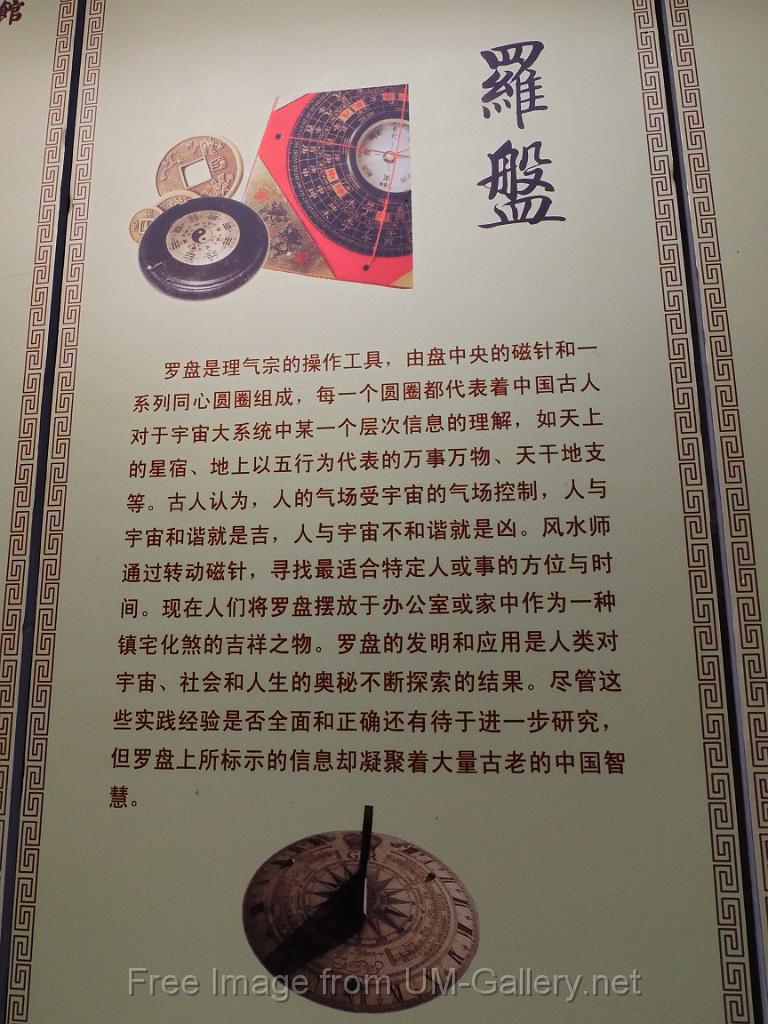 館
羅盤
罗盘是理气宗的操作工具，由盘中央的磁针和一
系列同心圆圈组成，每一个圆圈都代表着中国古人
对于宇宙大系统中某一个层次信息的理解，如天上
的星宿、地上以五行为代表的万事万物、天干地支
等。古人认为，人的气场受宇宙的气场控制，人与
宇宙和谐就是吉，人与宇宙不和谐就是凶。风水师
通过转动磁针，寻找最适合特定人或事的方位与时
间。现在人们将罗盘摆放于办公室或家中作为一种
镇宅化煞的吉祥之物。罗盘的发明和应用是人类对
宇宙、社会和人生的奥秘不断探索的结果。尽管这
些实践经验是否全面和正确还有待于进一步研究，
但罗盘上所标示的信息却凝聚着大量古老的中国智
慧。
Free Image from UM-Gallery.net